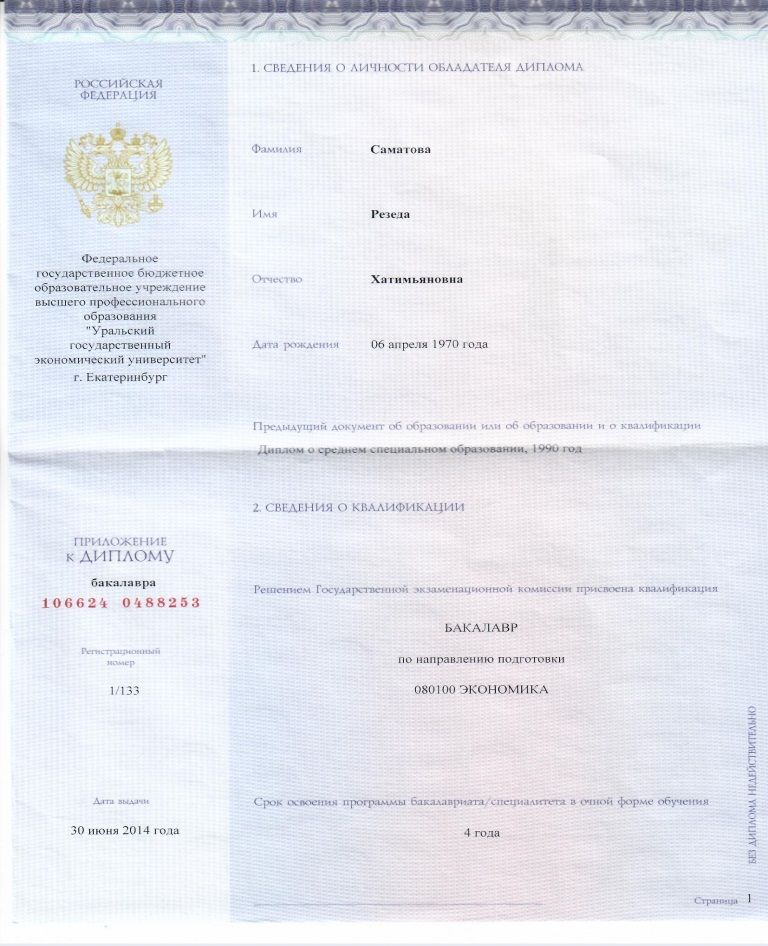 РОССИЙСКАЯ
ФЕДЕРАЦИЯ
Федеральное
государственное бюджетное
образовательное учреждение
высшего профессионального
образования
"Уральский
государственный
экономический университет"
г. Екатеринбург
ПРИЛОЖЕНИЕ
к ДИПЛОМУ
бакалавра
106624 0488253
Регистрационный
номер
1/133
Дата выдачи
30 июня 2014 года
1. СВЕДЕНИЯ О ЛИЧНОСТИ ОБЛАДАТЕЛЯ ДИПЛОМА
Фамилия Саматова
Имя Резеда
Отчество Хатимьяновна
Дата рождения 06 апреля 1970 года
Предыдущий документ об образовании или об образовании и о квалификации
Диплом о среднем специальном образовании, 1990 год
2. СВЕДЕНИЯ О КВАЛИФИКАЦИИ
Решением Государственной экзаменационной комиссии присвоена квалификация
БАКАЛАВР
по направлению подготовки
080100 ЭКОНОМИКА
Срок освоения программы бакалавриата/специалитета в очной форме обучения
4 года
БЕЗ ДИПЛОМА НЕДЕЙСТВИТЕЛЬНО
Страница 1